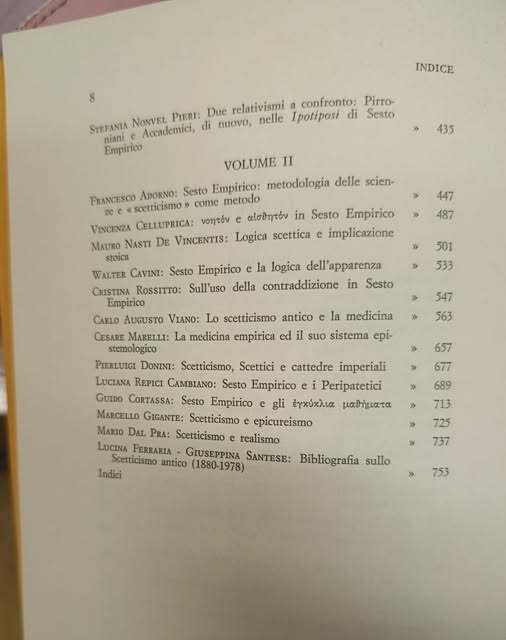 INDICE
8
STEFANIA NONVEL PIERI: Due relativismi a confronto: Pirro-
niani e Accademici, di nuovo, nelle Ipotiposi di Sesto
Empirico » 435
VOLUME II
FRANCESCO ADORNO: Sesto Empirico: metodologia delle scien-
ze e « scetticismo » come metodo » 447
VINCENZA CELLUPRICA: νοητόν e αἰσθητόν in Sesto Empirico » 487
MAURO NASTI DE VINCENTIS: Logica scettica e implicazione
stoica » 501
WALTER CAVINI: Sesto Empirico e la logica dell'apparenza » 533
CRISTINA ROSSITTO: Sull'uso della contraddizione in Sesto
Empirico » 547
CARLO AUGUSTO VIANO: Lo scetticismo antico e la medicina » 563
CESARE MARELLI: La medicina empirica ed il suo sistema epi-
stemologico » 657
PIERLUIGI DONINI: Scetticismo, Scettici e cattedre imperiali » 677
LUCIANA REPICI CAMBIANO: Sesto Empirico e i Peripatetici » 689
GUIDO CORTASSA: Sesto Empirico e gli ἐγκύκλια μαθήματα » 713
MARCELLO GIGANTE: Scetticismo e epicureismo » 725
MARIO DAL PRA: Scetticismo e realismo » 737
LUCINA FERRARIA - GIUSEPPINA SANTESE: Bibliografia sullo
Scetticismo antico (1880-1978) » 753
Indici